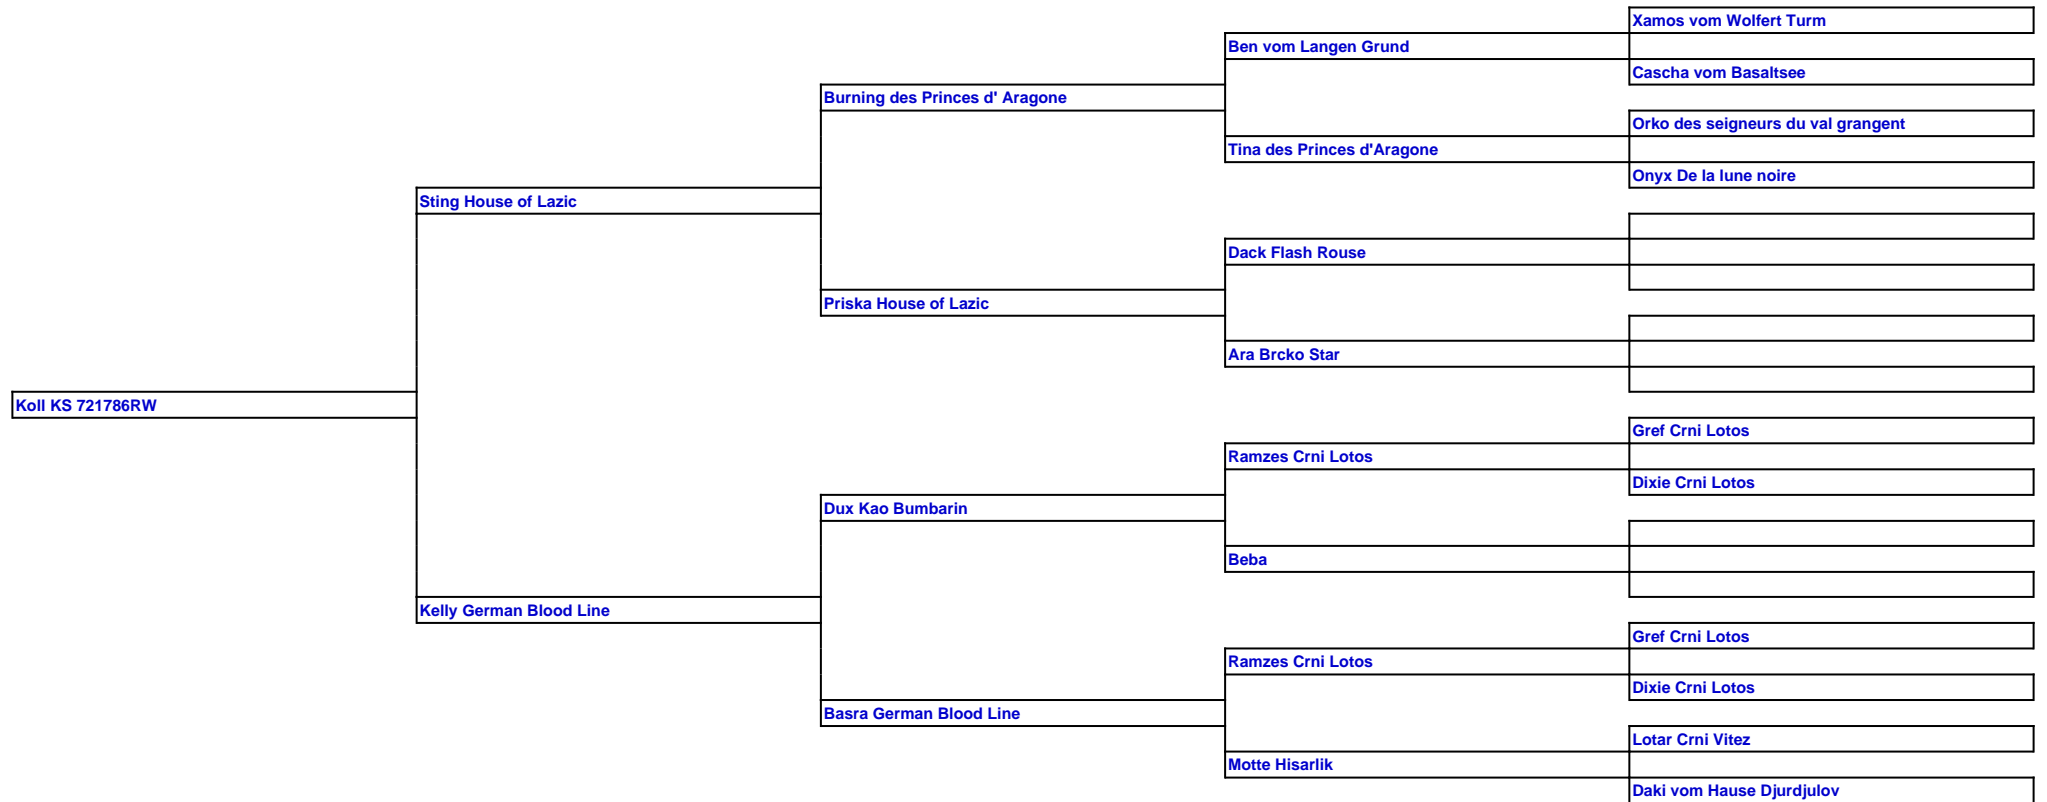 Xamos vom Wolfert Turm
Ben vom Langen Grund
Cascha vom Basaltsee
Burning des Princes d' Aragone
Orko des seigneurs du val grangent
Tina des Princes d'Aragone
Onyx De la lune noire
Sting House of Lazic
Dack Flash Rouse
Priska House of Lazic
Ara Brcko Star
Koll KS 721786RW
Gref Crni Lotos
Ramzes Crni Lotos
Dixie Crni Lotos
Dux Kao Bumbarin
Beba
Kelly German Blood Line
Gref Crni Lotos
Ramzes Crni Lotos
Dixie Crni Lotos
Basra German Blood Line
Lotar Crni Vitez
Motte Hisarlik
Daki vom Hause Djurdjulov